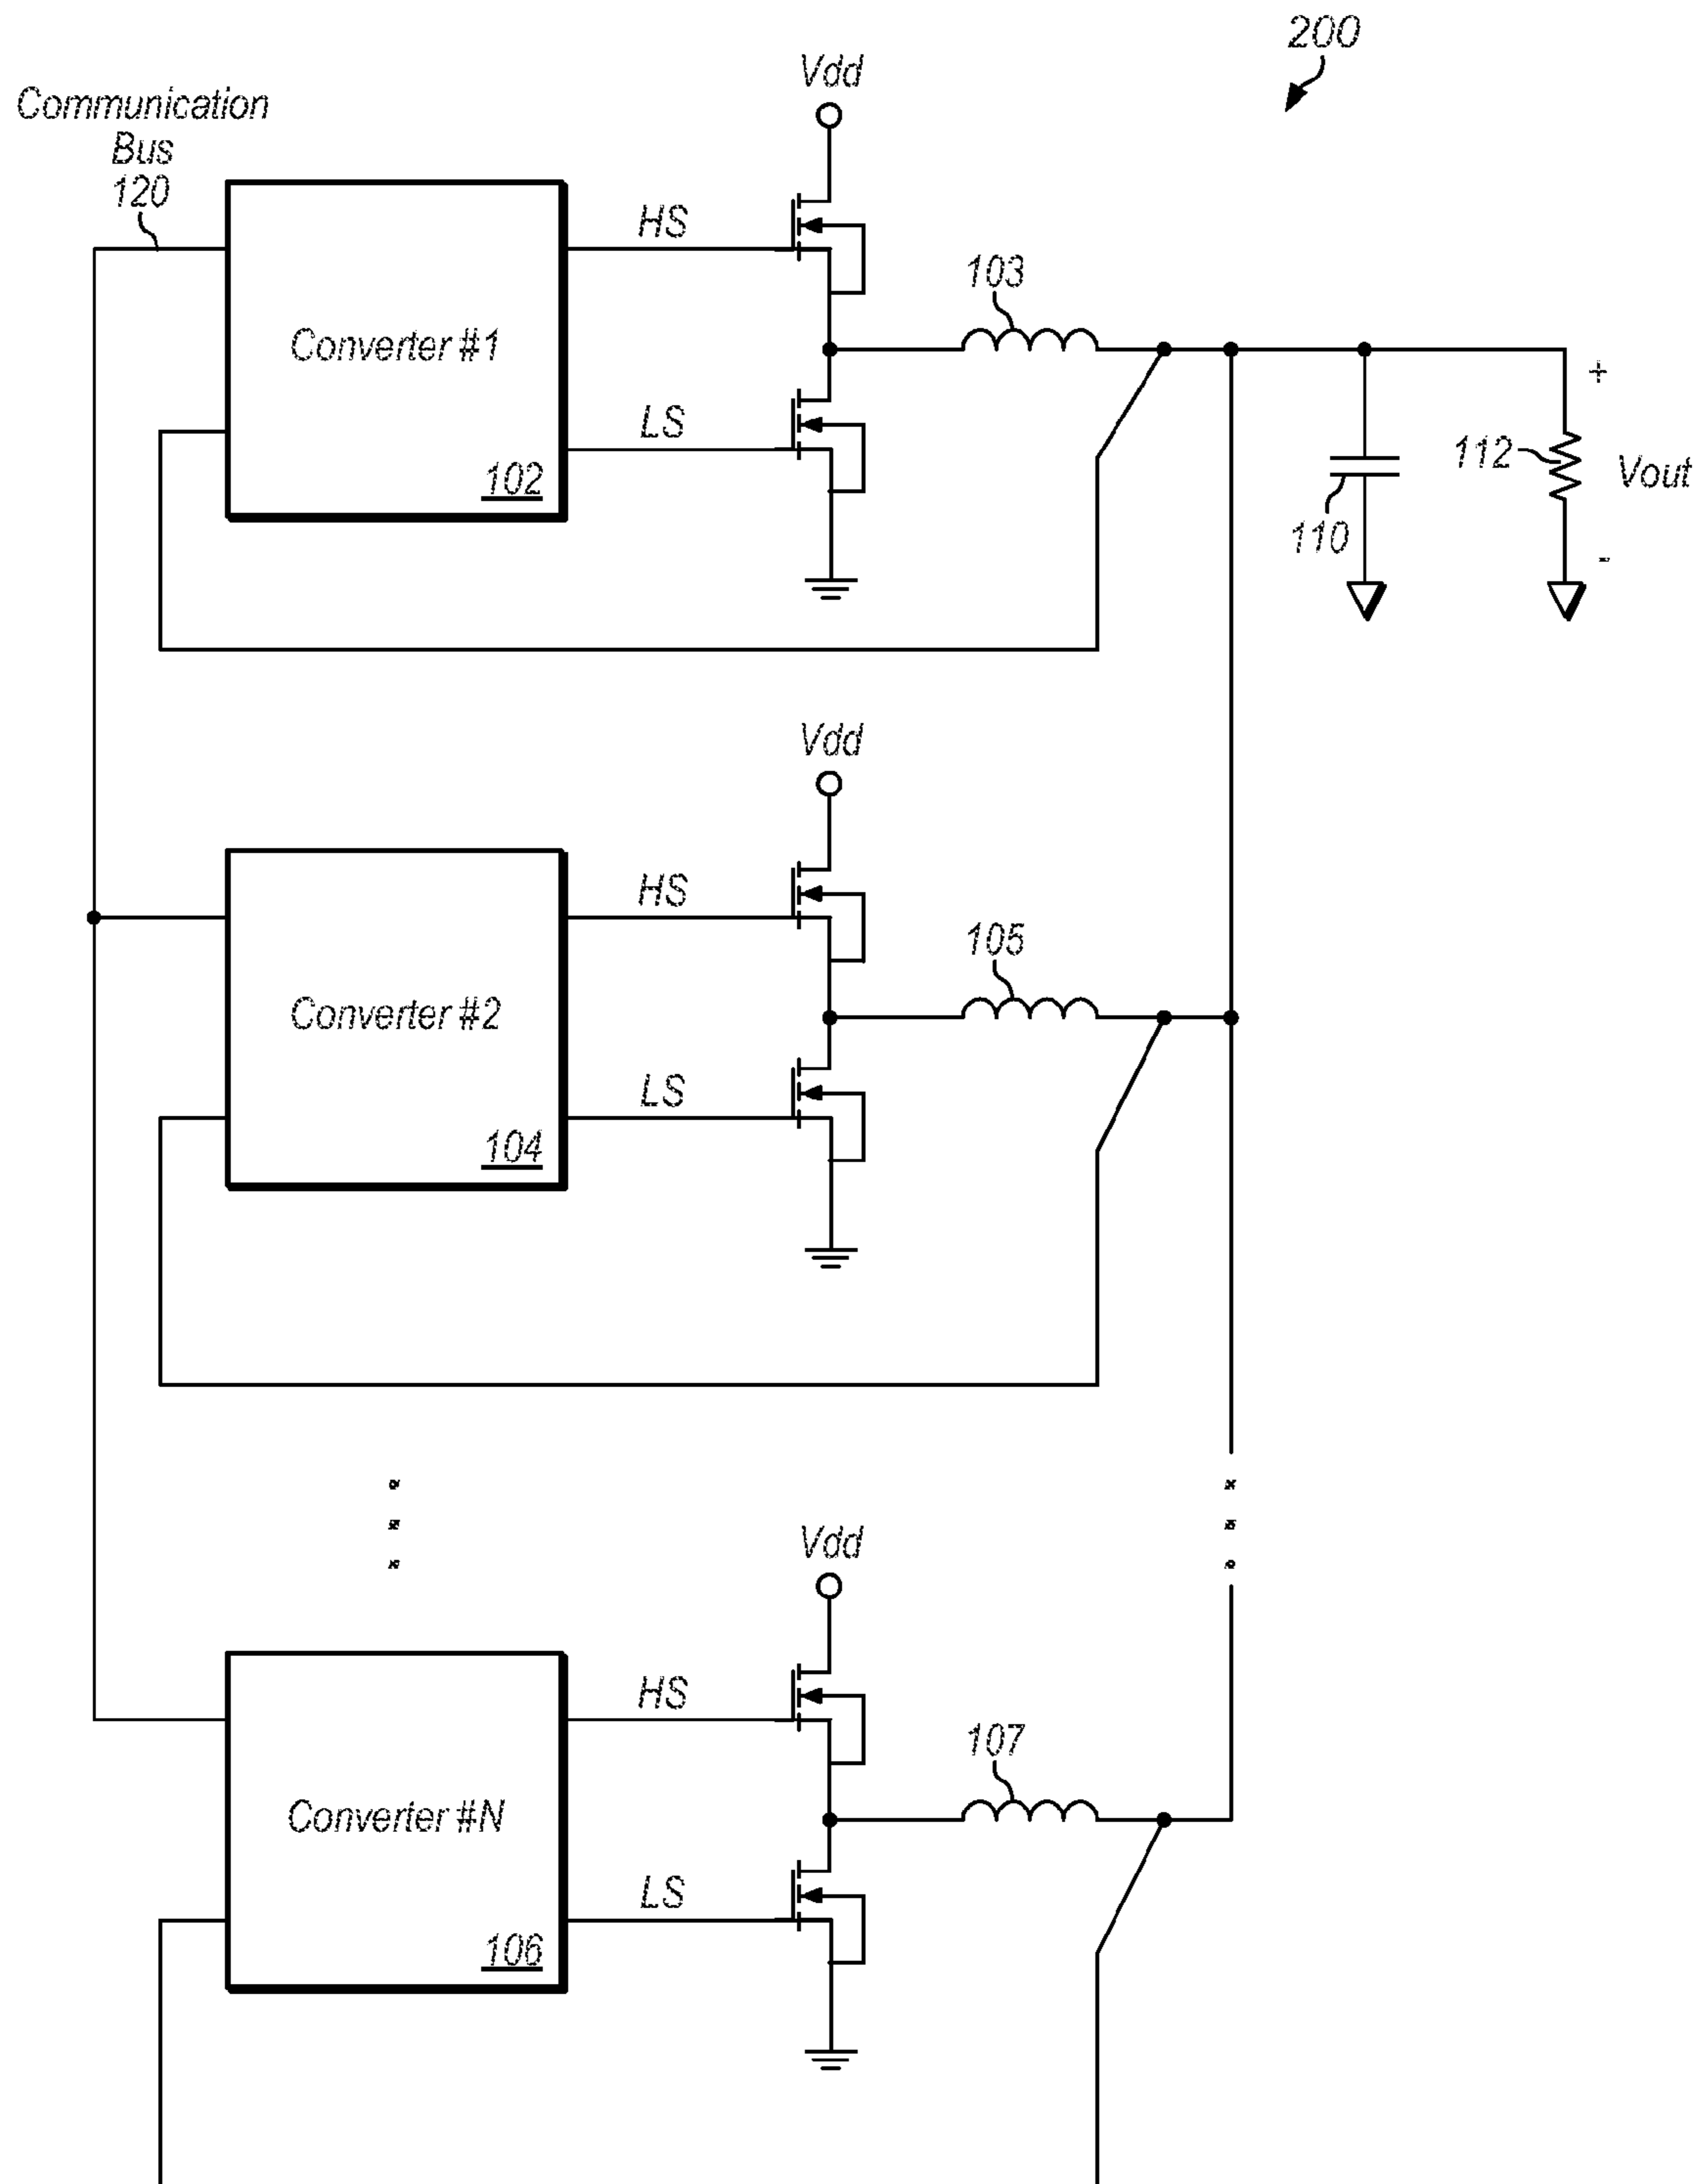 200
Communication
Bus
120
Vdd
HS
103
Converter #1
LS
102
+
112
Vout
110
-
Vdd
HS
105
Converter #2
LS
104
Vdd
HS
107
Converter #N
LS
106